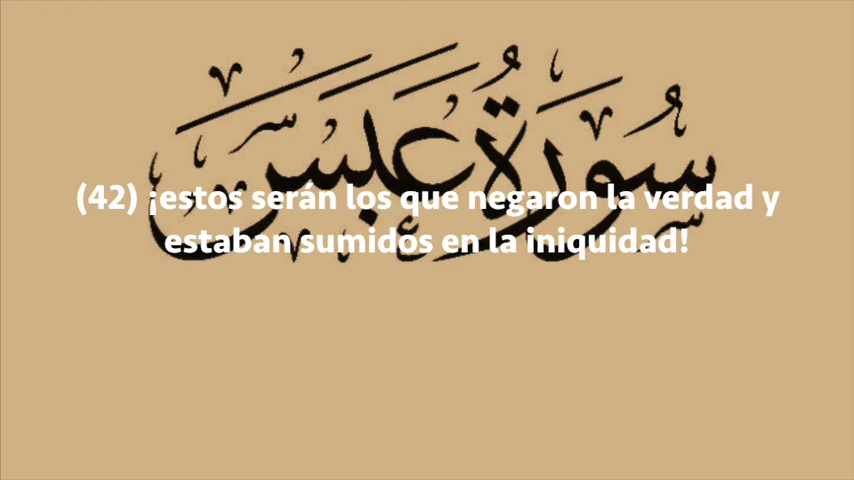 سورة عبس
(42) ¡estos serán los que negaron la verdad y
estaban sumidos en la iniquidad!